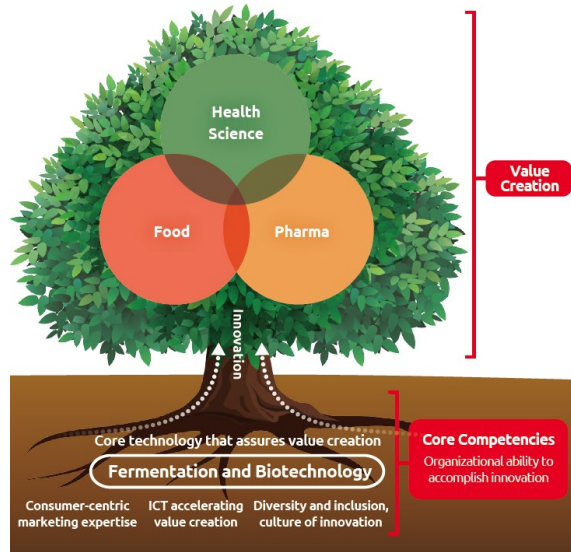 Health
Science
Food
Pharma
Value
Creation
Innovation
Core technology that assures value creation
Fermentation and Biotechnology
Consumer-centric
marketing expertise
ICT accelerating
value creation
Diversity and inclusion,
culture of innovation
Core Competencies
Organizational ability to
accomplish innovation